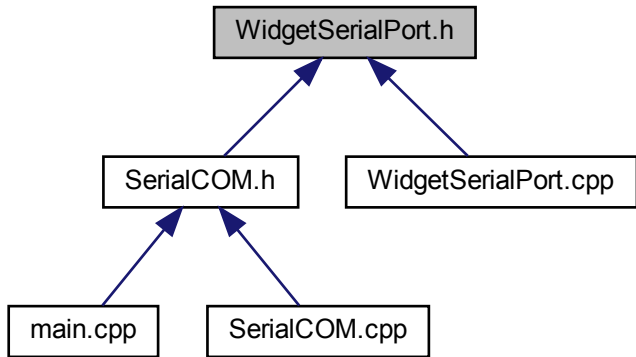 WidgetSerialPort.h
SerialCOM.h
WidgetSerialPort.cpp
main.cpp
SerialCOM.cpp